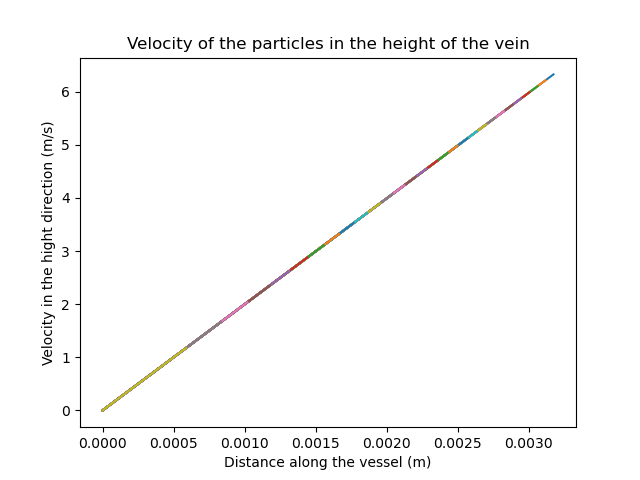 Velocity of the particles in the height of the vein
Velocity in the hight direction (m/s)
6
5
4
3
2
1
0
0.0000 0.0005 0.0010 0.0015 0.0020 0.0025 0.0030
Distance along the vessel (m)